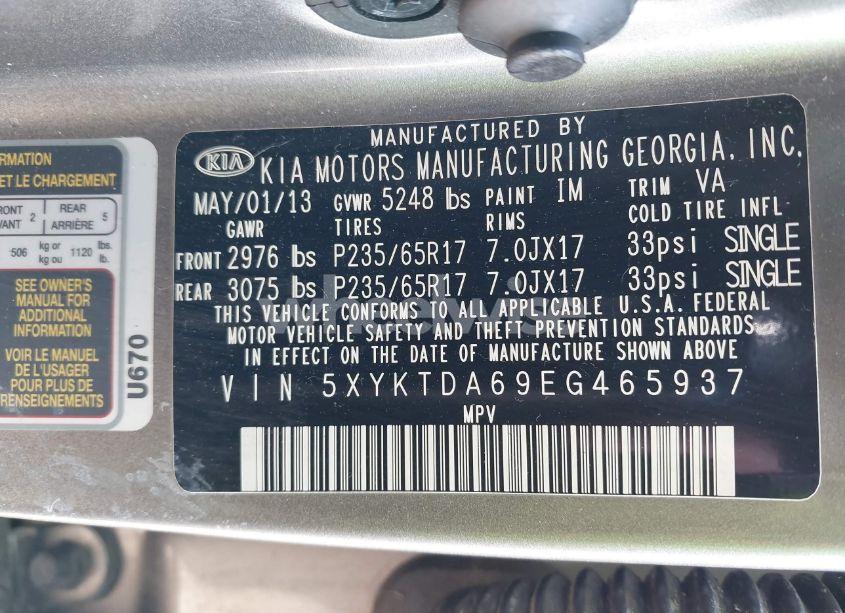 ORMATION
ET LE CHARGEMENT
FRONT 2 REAR 5
VANT ARRIÈRE
506 kg or 1120 lbs.
kg ou lb.
SEE OWNER'S
MANUAL FOR
ADDITIONAL
INFORMATION
VOIR LE MANUEL
DE L'USAGER
POUR PLUS DE
RENSEIGNEMENTS
U670
MANUFACTURED BY
KIA KIA MOTORS MANUFACTURING GEORGIA, INC.
MAY/01/13 GVWR 5248 lbs PAINT IM TRIM VA
GAWR TIRES RIMS COLD TIRE INFL
FRONT 2976 lbs P235/65R17 7.0JX17 33psi SINGLE
REAR 3075 lbs P235/65R17 7.0JX17 33psi SINGLE
THIS VEHICLE CONFORMS TO ALL APPLICABLE U.S.A. FEDERAL
MOTOR VEHICLE SAFETY AND THEFT PREVENTION STANDARDS
IN EFFECT ON THE DATE OF MANUFACTURE SHOWN ABOVE
VIN 5XYKTDA69EG465937
MPV